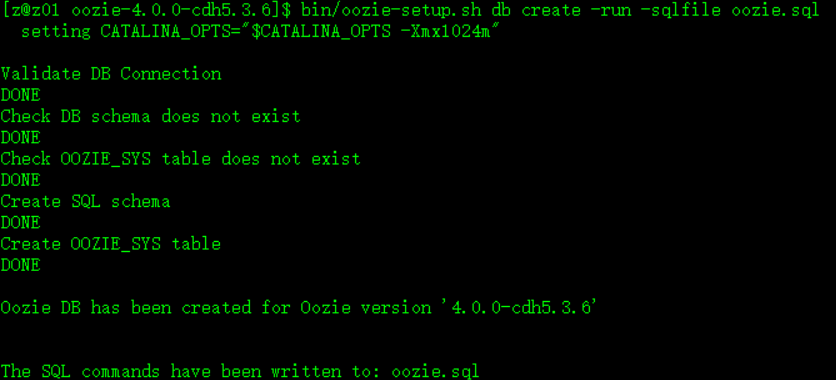 [z@z01 oozie-4.0.0-cdh5.3.6]$ bin/oozie-setup.sh db create -run -sqlfile oozie.sql
  setting CATALINA_OPTS="$CATALINA_OPTS -Xmx1024m"
Validate DB Connection
DONE
Check DB schema does not exist
DONE
Check OOZIE_SYS table does not exist
DONE
Create SQL schema
DONE
Create OOZIE_SYS table
DONE
Oozie DB has been created for Oozie version '4.0.0-cdh5.3.6'
The SQL commands have been written to: oozie.sql